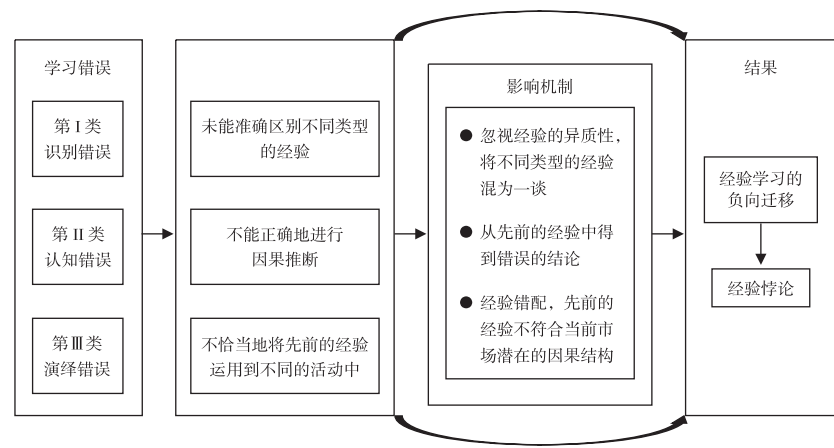 学习错误
第Ⅰ类
识别错误
第Ⅱ类
认知错误
第Ⅲ类
演绎错误
未能准确区别不同类型
的经验
不能正确地进行
因果推断
不恰当地将先前的经验
运用到不同的活动中
影响机制
● 忽视经验的异质性，
将不同类型的经验
混为一谈
● 从先前的经验中得
到错误的结论
● 经验错配，先前的
经验不符合当前市
场潜在的因果结构
结果
经验学习的
负向迁移
经验悖论